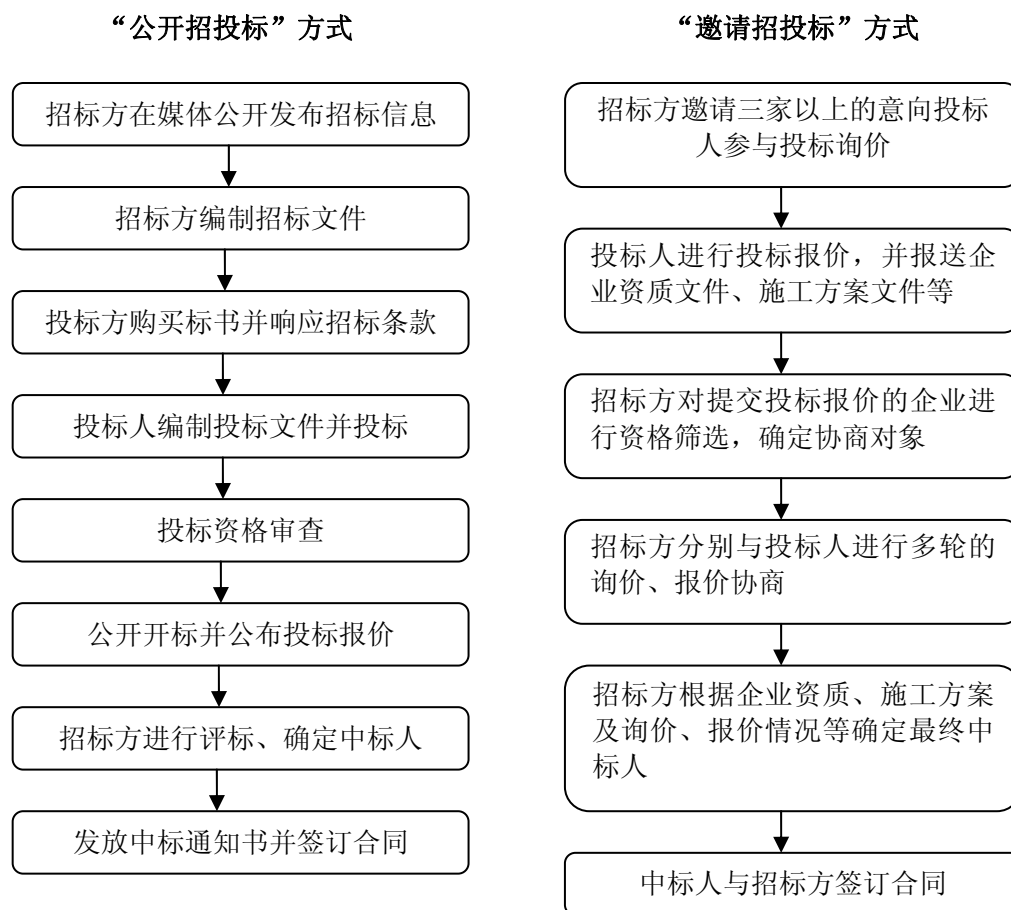 “公开招投标”方式
招标方在媒体公开发布招标信息
招标方编制招标文件
投标方购买标书并响应招标条款
投标人编制投标文件并投标
投标资格审查
公开开标并公布投标报价
招标方进行评标、确定中标人
发放中标通知书并签订合同
“邀请招投标”方式
招标方邀请三家以上的意向投标
人参与投标询价
投标人进行投标报价，并报送企
业资质文件、施工方案文件等
招标方对提交投标报价的企业进
行资格筛选，确定协商对象
招标方分别与投标人进行多轮的
询价、报价协商
招标方根据企业资质、施工方案
及询价、报价情况等确定最终中
标人
中标人与招标方签订合同